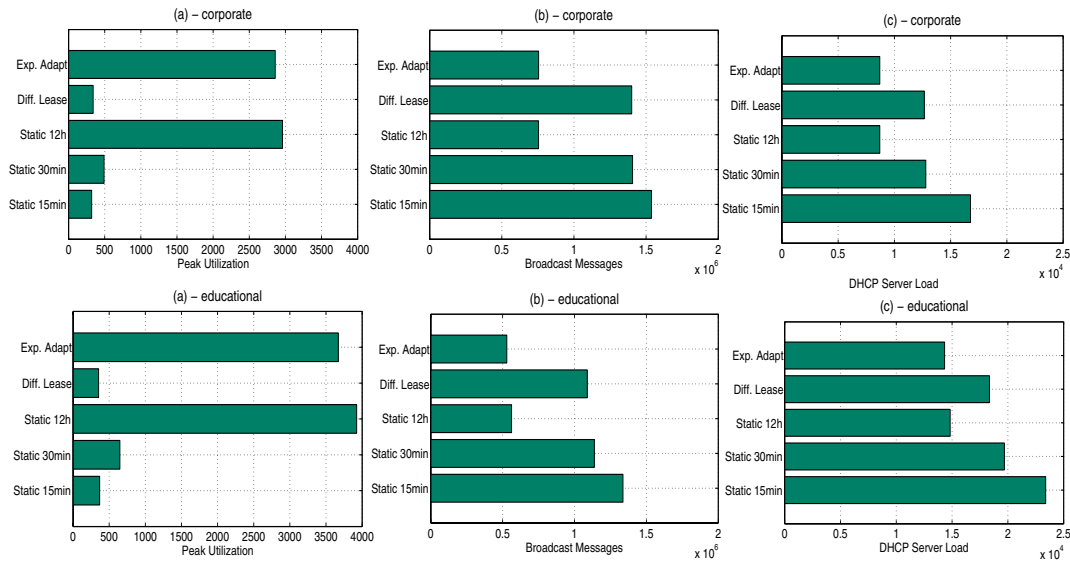 (a) – corporate
Exp. Adapt
Diff. Lease
Static 12h
Static 30min
Static 15min
0 500 1000 1500 2000 2500 3000 3500 4000
Peak Utilization
(b) – corporate
Exp. Adapt
Diff. Lease
Static 12h
Static 30min
Static 15min
0 0.5 1 1.5 2
x 10^6
Broadcast Messages
(c) – corporate
Exp. Adapt
Diff. Lease
Static 12h
Static 30min
Static 15min
0 0.5 1 1.5 2 2.5
x 10^4
DHCP Server Load
(a) – educational
Exp. Adapt
Diff. Lease
Static 12h
Static 30min
Static 15min
0 500 1000 1500 2000 2500 3000 3500 4000
Peak Utilization
(b) – educational
Exp. Adapt
Diff. Lease
Static 12h
Static 30min
Static 15min
0 0.5 1 1.5 2
x 10^6
Broadcast Messages
(c) – educational
Exp. Adapt
Diff. Lease
Static 12h
Static 30min
Static 15min
0 0.5 1 1.5 2 2.5
x 10^4
DHCP Server Load